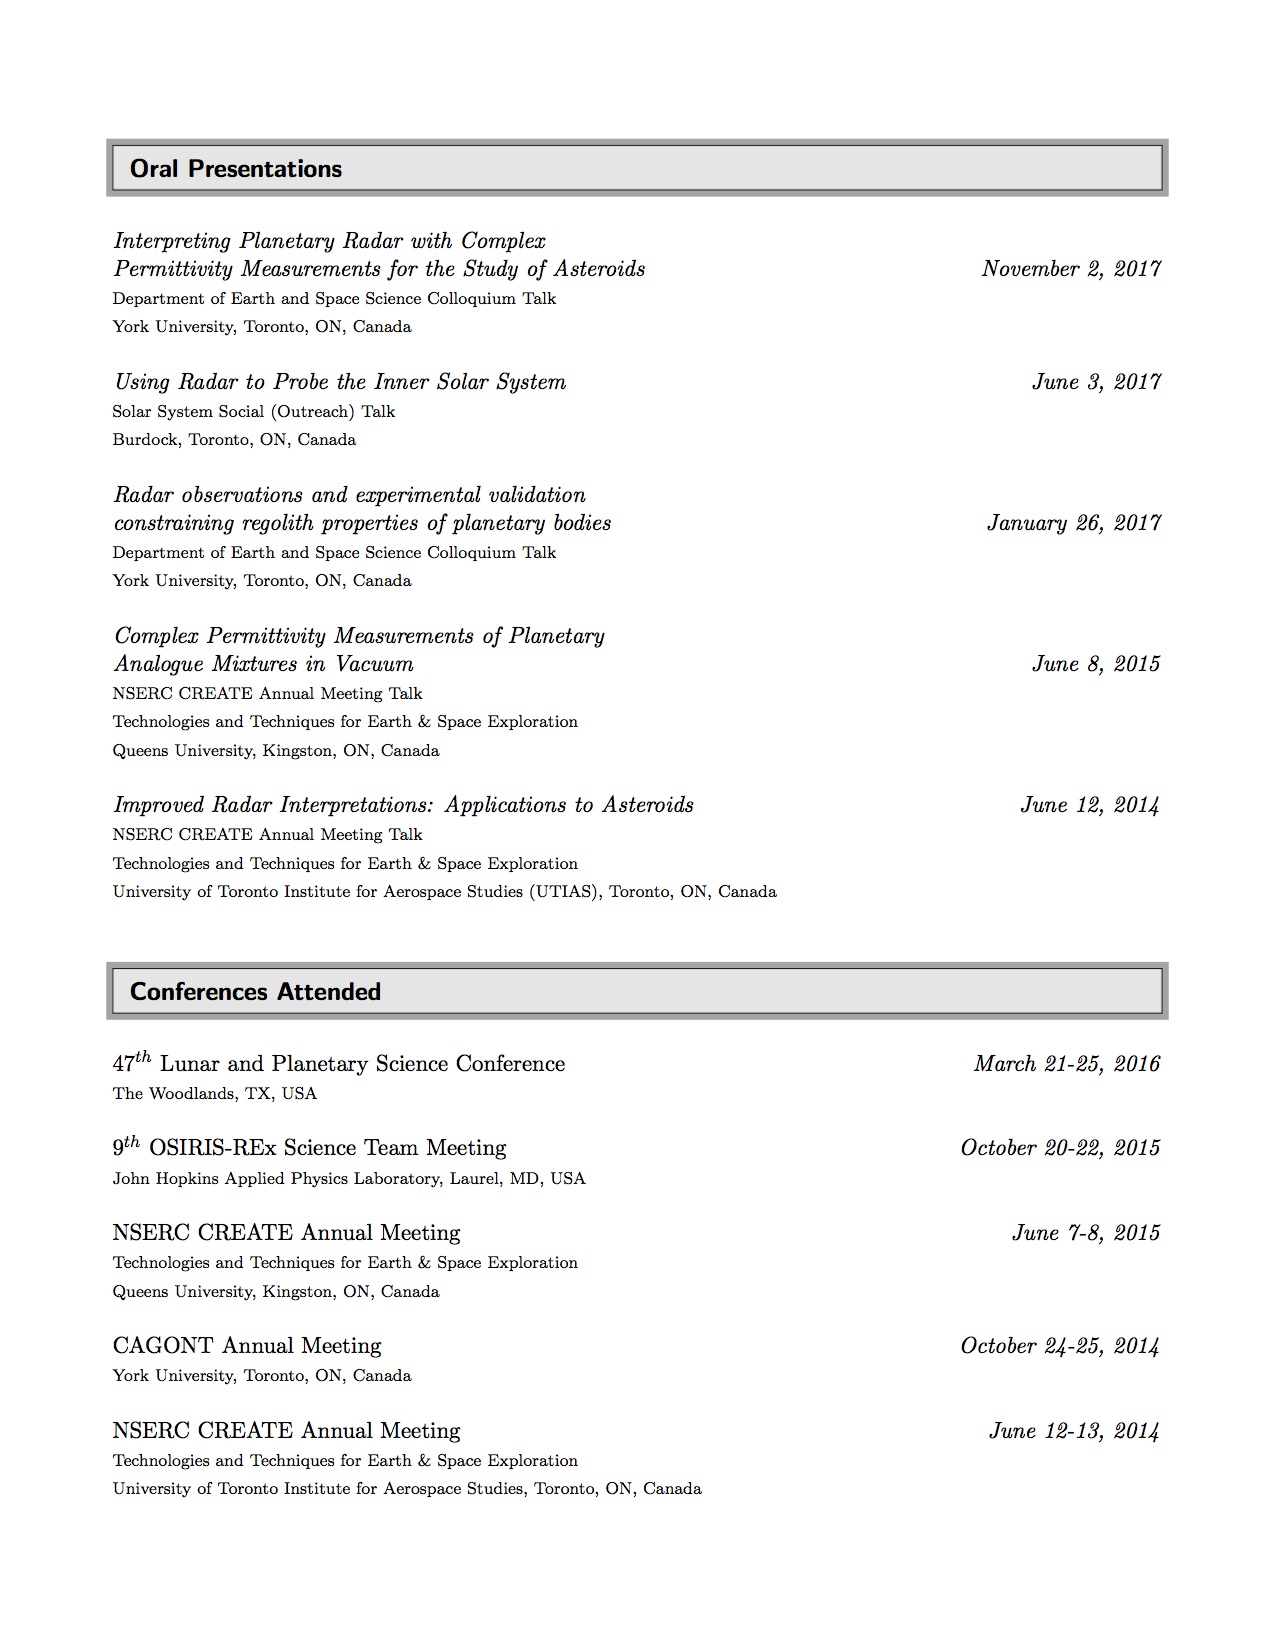 Oral Presentations
Interpreting Planetary Radar with Complex
Permittivity Measurements for the Study of Asteroids November 2, 2017
Department of Earth and Space Science Colloquium Talk
York University, Toronto, ON, Canada
Using Radar to Probe the Inner Solar System June 3, 2017
Solar System Social (Outreach) Talk
Burdock, Toronto, ON, Canada
Radar observations and experimental validation
constraining regolith properties of planetary bodies January 26, 2017
Department of Earth and Space Science Colloquium Talk
York University, Toronto, ON, Canada
Complex Permittivity Measurements of Planetary
Analogue Mixtures in Vacuum June 8, 2015
NSERC CREATE Annual Meeting Talk
Technologies and Techniques for Earth & Space Exploration
Queens University, Kingston, ON, Canada
Improved Radar Interpretations: Applications to Asteroids June 12, 2014
NSERC CREATE Annual Meeting Talk
Technologies and Techniques for Earth & Space Exploration
University of Toronto Institute for Aerospace Studies (UTIAS), Toronto, ON, Canada
Conferences Attended
47th Lunar and Planetary Science Conference March 21-25, 2016
The Woodlands, TX, USA
9th OSIRIS-REx Science Team Meeting October 20-22, 2015
John Hopkins Applied Physics Laboratory, Laurel, MD, USA
NSERC CREATE Annual Meeting June 7-8, 2015
Technologies and Techniques for Earth & Space Exploration
Queens University, Kingston, ON, Canada
CAGONT Annual Meeting October 24-25, 2014
York University, Toronto, ON, Canada
NSERC CREATE Annual Meeting June 12-13, 2014
Technologies and Techniques for Earth & Space Exploration
University of Toronto Institute for Aerospace Studies, Toronto, ON, Canada